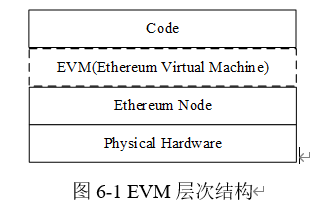 Code
EVM(Ethereum Virtual Machine)
Ethereum Node
Physical Hardware
图 6-1 EVM 层次结构